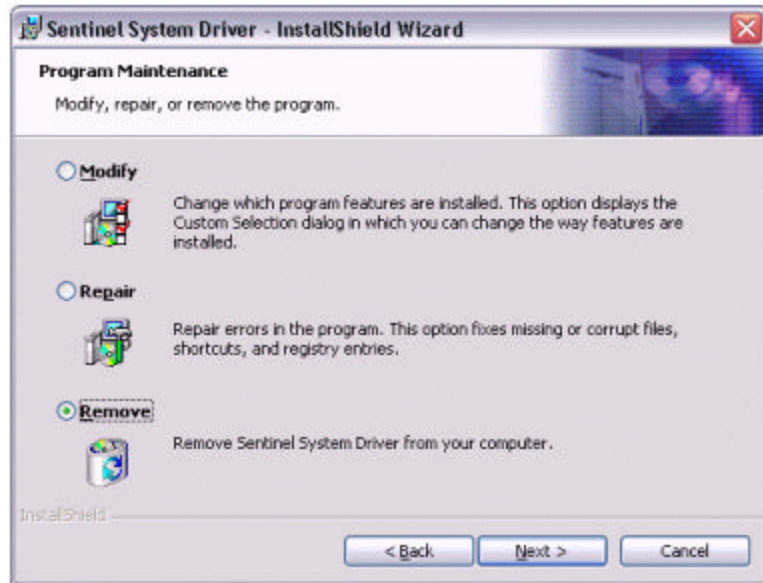 Sentinel System Driver - InstallShield Wizard
Program Maintenance
Modify, repair, or remove the program.
Modify
Change which program features are installed. This option displays the
Custom Selection dialog in which you can change the way features are
installed.
Repair
Repair errors in the program. This option fixes missing or corrupt files,
shortcuts, and registry entries.
Remove
Remove Sentinel System Driver from your computer.
InstallShield
< Back
Next >
Cancel